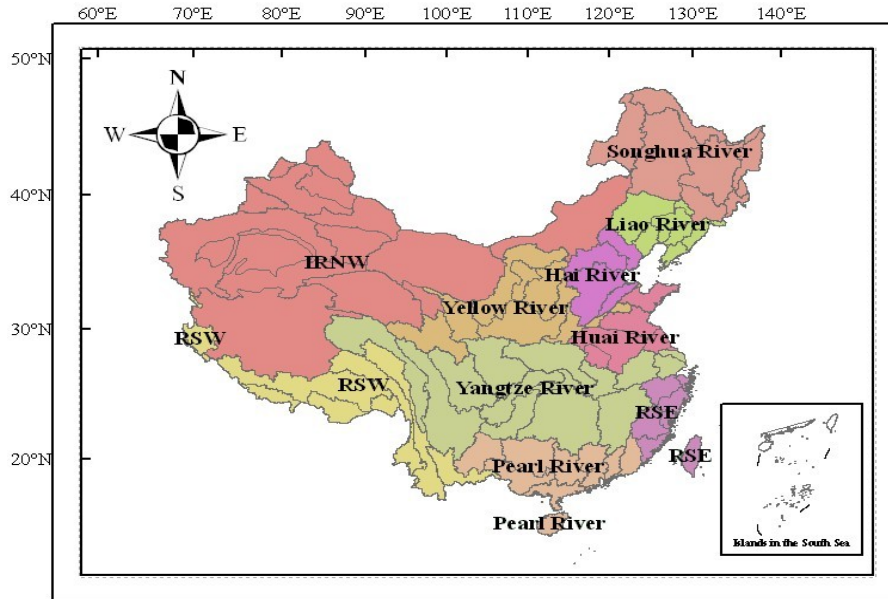 60°E 70°E 80°E 90°E 100°E 110°E 120°E 130°E 140°E
50°N
N
W E
S
Songhua River
40°N
Liao River
IRNW
Hai River
Yellow River
30°N
RSW
Huai River
RSW
Yangtze River
RSE
RSE
20°N
Pearl River
Pearl River
Islands in the South Sea